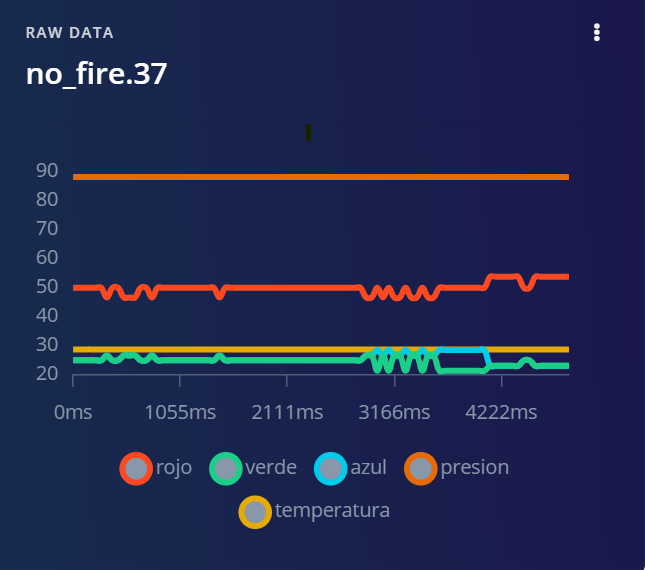 RAW DATA
no_fire.37
90
80
70
60
50
40
30
20
0ms 1055ms 2111ms 3166ms 4222ms
rojo verde azul presion
temperatura